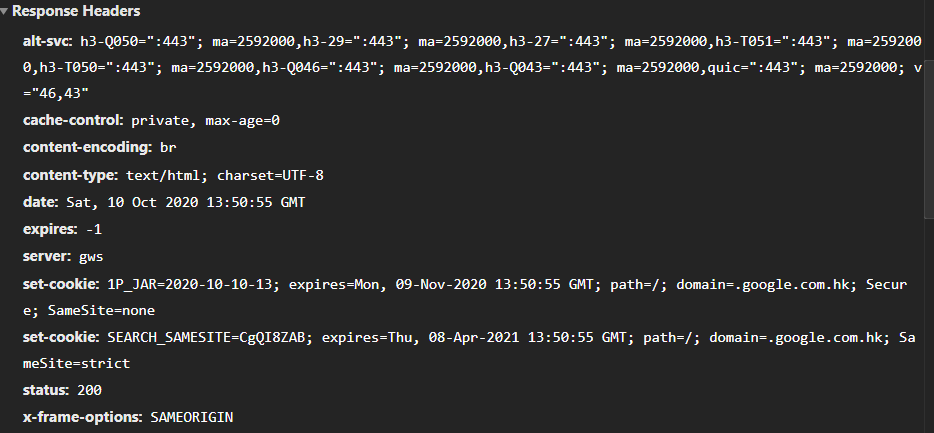 Response Headers
alt-svc: h3-Q050=":443"; ma=2592000,h3-29=":443"; ma=2592000,h3-27=":443"; ma=2592000,h3-T051=":443"; ma=259200
0,h3-T050=":443"; ma=2592000,h3-Q046=":443"; ma=2592000,h3-Q043=":443"; ma=2592000,quic=":443"; ma=2592000; v
="46,43"
cache-control: private, max-age=0
content-encoding: br
content-type: text/html; charset=UTF-8
date: Sat, 10 Oct 2020 13:50:55 GMT
expires: -1
server: gws
set-cookie: 1P_JAR=2020-10-10-13; expires=Mon, 09-Nov-2020 13:50:55 GMT; path=/; domain=.google.com.hk; Secur
e; SameSite=none
set-cookie: SEARCH_SAMESITE=CgQI8ZAB; expires=Thu, 08-Apr-2021 13:50:55 GMT; path=/; domain=.google.com.hk; Sa
meSite=strict
status: 200
x-frame-options: SAMEORIGIN